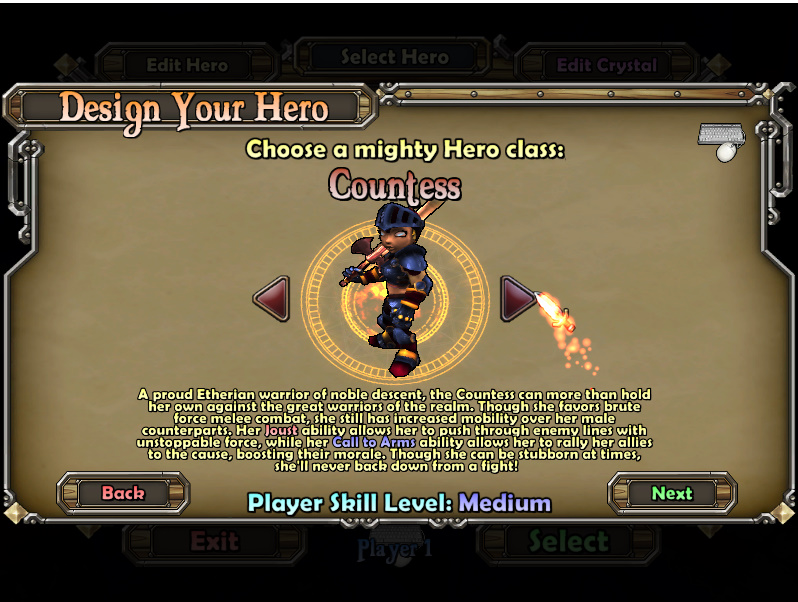 Edit Hero
Select Hero
Edit Crystal
Design Your Hero
Choose a mighty Hero class:
Countess
A proud Etherian warrior of noble descent, the Countess can more than hold
her own against the great warriors of the realm. Though she favors brute
force melee combat, she still has increased mobility over her male
counterparts. Her Joust ability allows her to push through enemy lines with
unstoppable force, while her Call to Arms ability allows her to rally her allies
to the cause, boosting their morale. Though she can be stubborn at times,
she'll never back down from a fight!
Back
Player Skill Level: Medium
Next
Exit
Player 1
Select